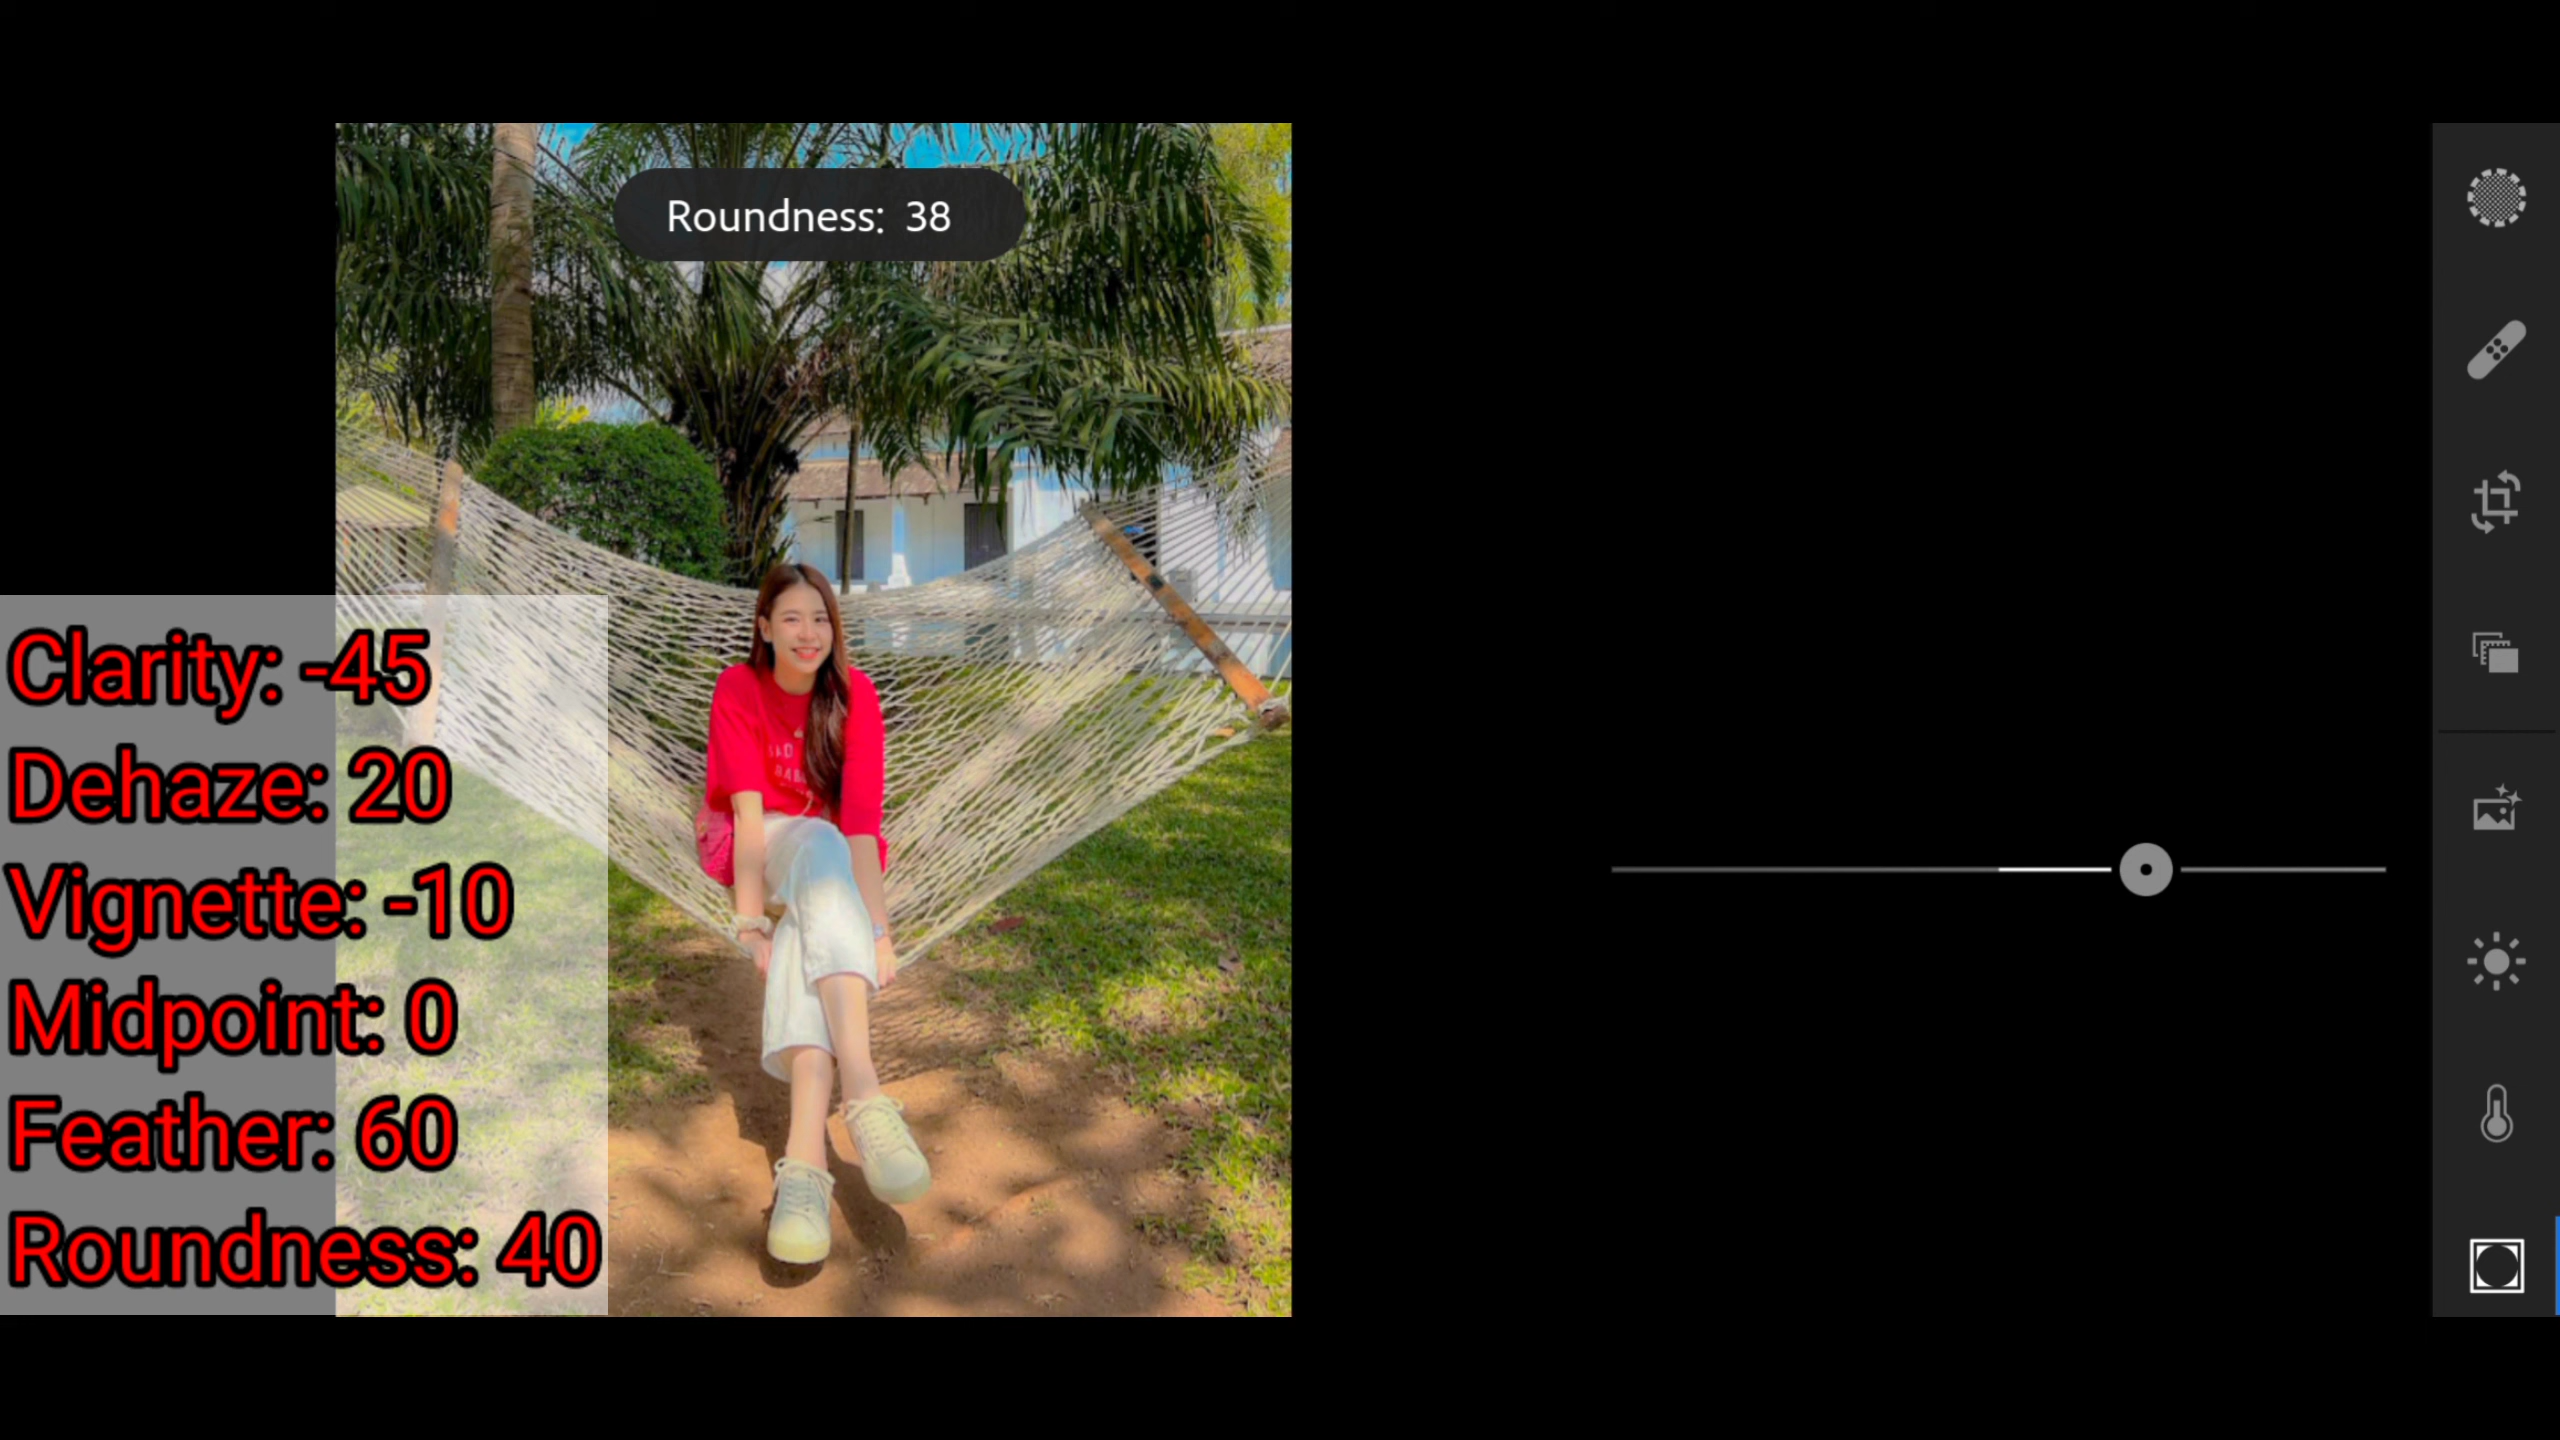 Roundness: 38
Clarity: -45
Dehaze: 20
Vignette: -10
Midpoint: 0
Feather: 60
Roundness: 40